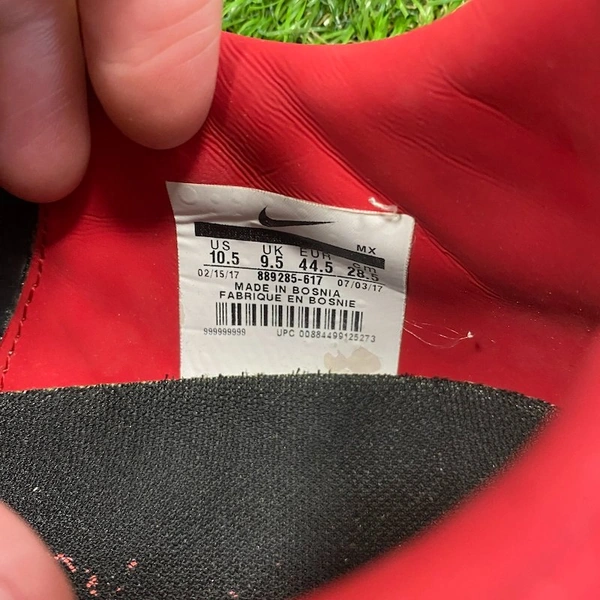 US UK EUR cm MX
10.5 9.5 44.5 28.5
02/15/17 889285-617 07/03/17
MADE IN BOSNIA
FABRIQUE EN BOSNIE
999999999 UPC 00884499125273